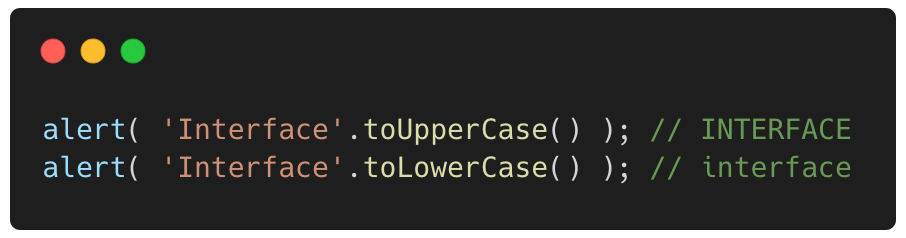 alert( 'Interface'.toUpperCase() ); // INTERFACE
alert( 'Interface'.toLowerCase() ); // interface